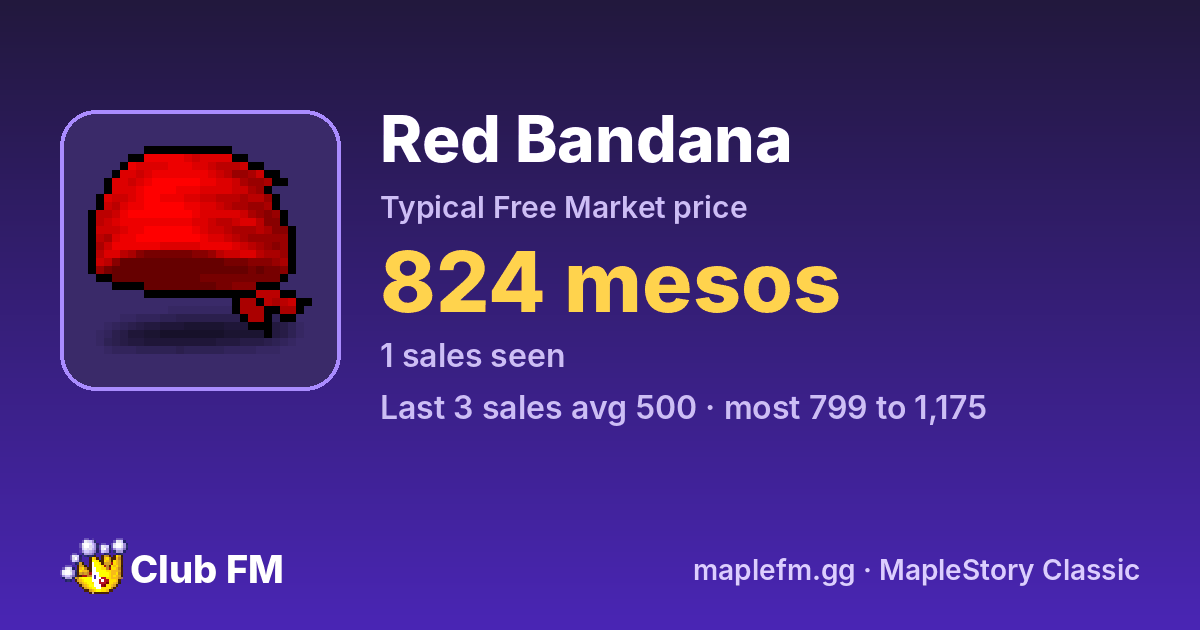 Red Bandana
Typical Free Market price
824 mesos
1 sales seen
Last 3 sales avg 500 · most 799 to 1,175
Club FM
maplefm.gg · MapleStory Classic